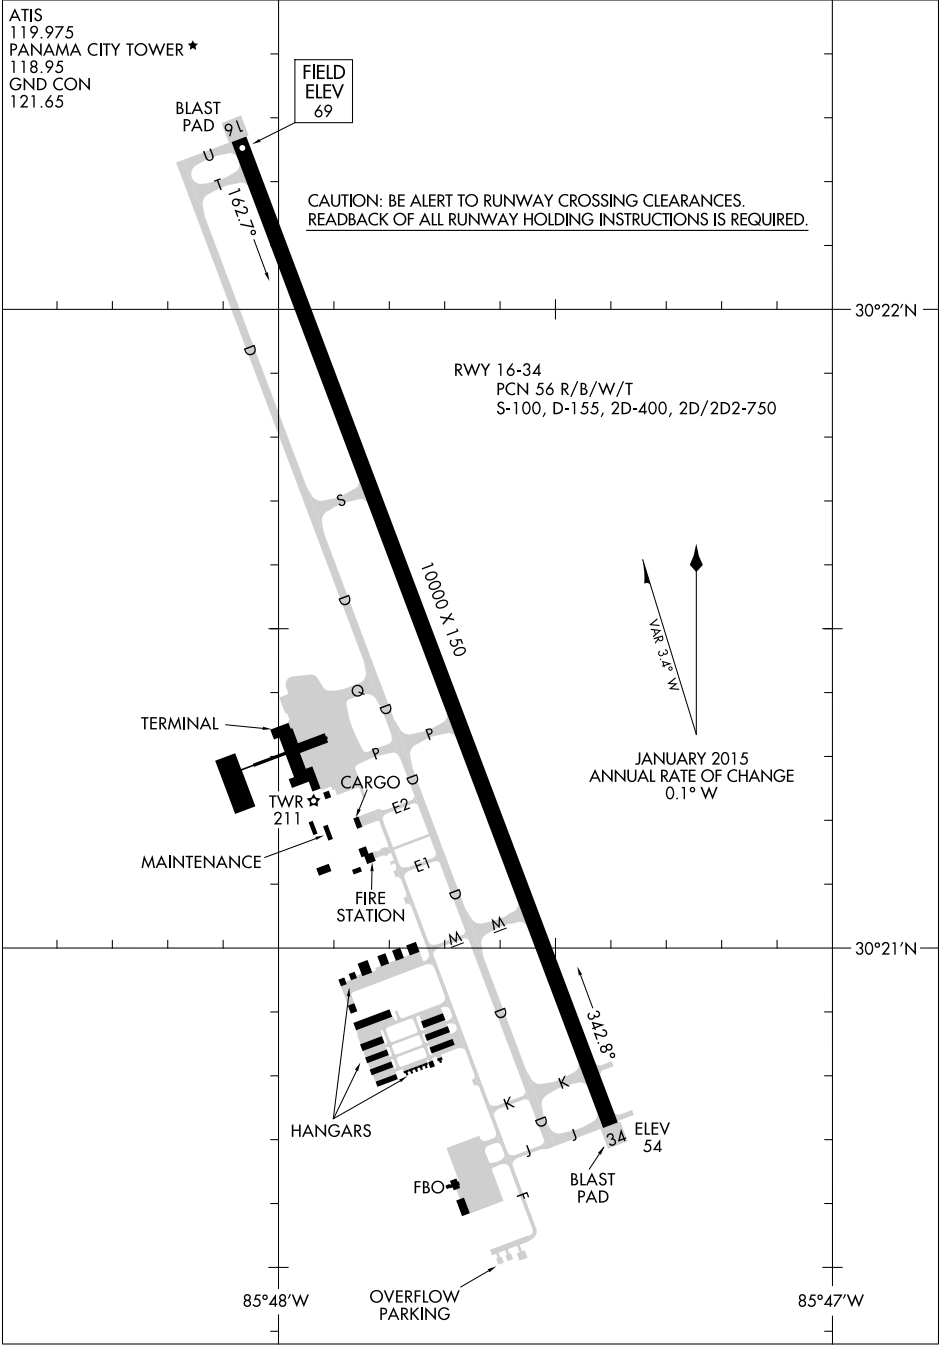 ATIS
119.975
PANAMA CITY TOWER ★
118.95
GND CON
121.65
FIELD
ELEV
69
BLAST
PAD
16
U
T
162.7°
CAUTION: BE ALERT TO RUNWAY CROSSING CLEARANCES.
READBACK OF ALL RUNWAY HOLDING INSTRUCTIONS IS REQUIRED.
30°22'N
D
RWY 16-34
PCN 56 R/B/W/T
S-100, D-155, 2D-400, 2D/2D2-750
S
10000 X 150
D
VAR 3.4° W
Q
D
P
P
TERMINAL
JANUARY 2015
ANNUAL RATE OF CHANGE
0.1° W
D
CARGO
TWR
211
E2
MAINTENANCE
E1
FIRE
STATION
D
M
M
30°21'N
D
342.8°
K
K
HANGARS
D
J
J
34
ELEV
54
BLAST
PAD
FBO
F
OVERFLOW
PARKING
85°48'W
85°47'W